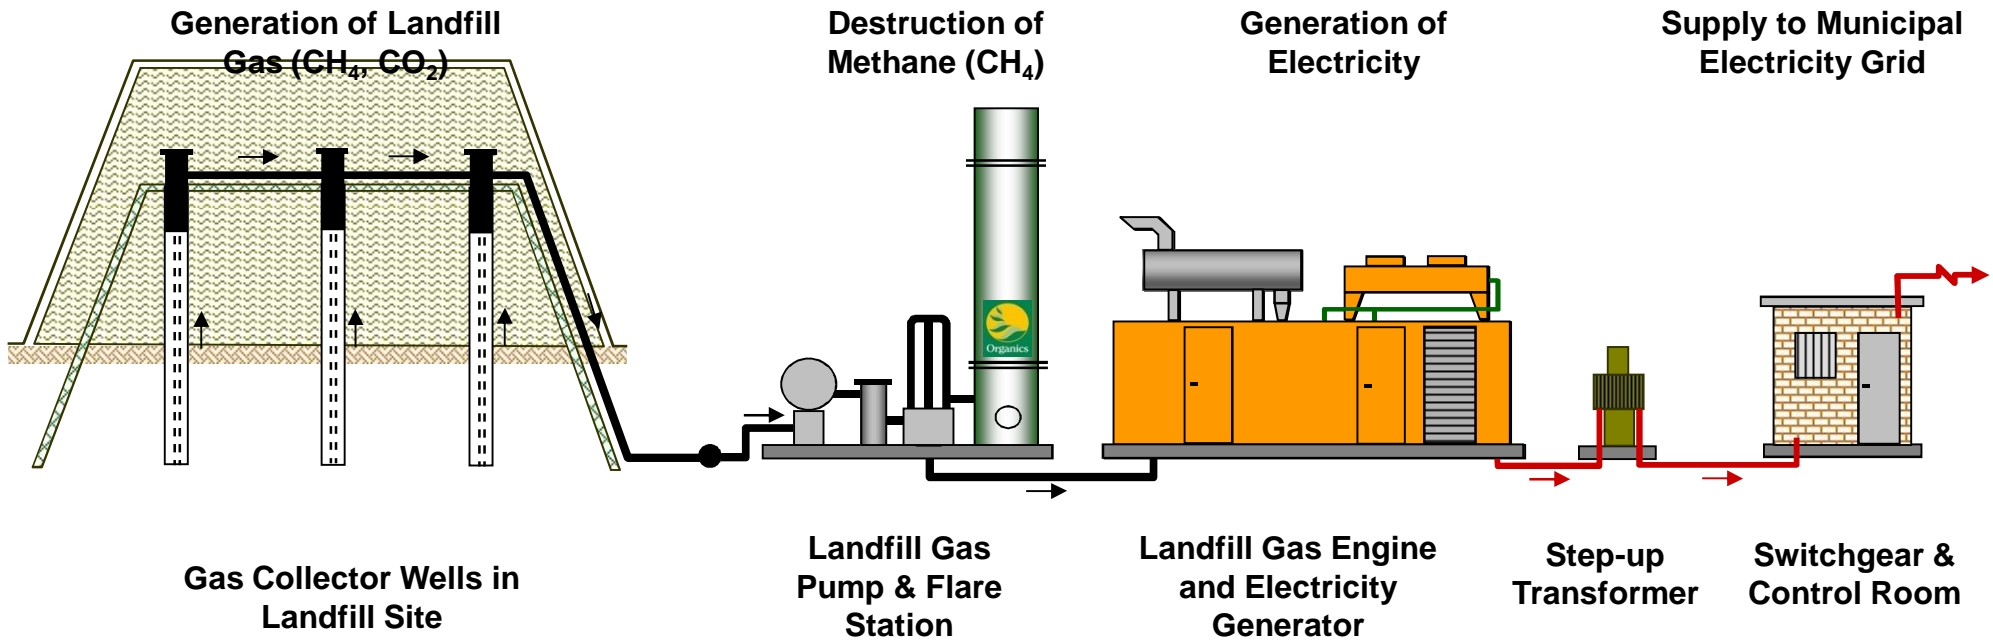 Generation of Landfill
Gas (CH₄, CO₂)
Destruction of
Methane (CH₄)
Generation of
Electricity
Supply to Municipal
Electricity Grid
Organics
Gas Collector Wells in
Landfill Site
Landfill Gas
Pump & Flare
Station
Landfill Gas Engine
and Electricity
Generator
Step-up
Transformer
Switchgear &
Control Room